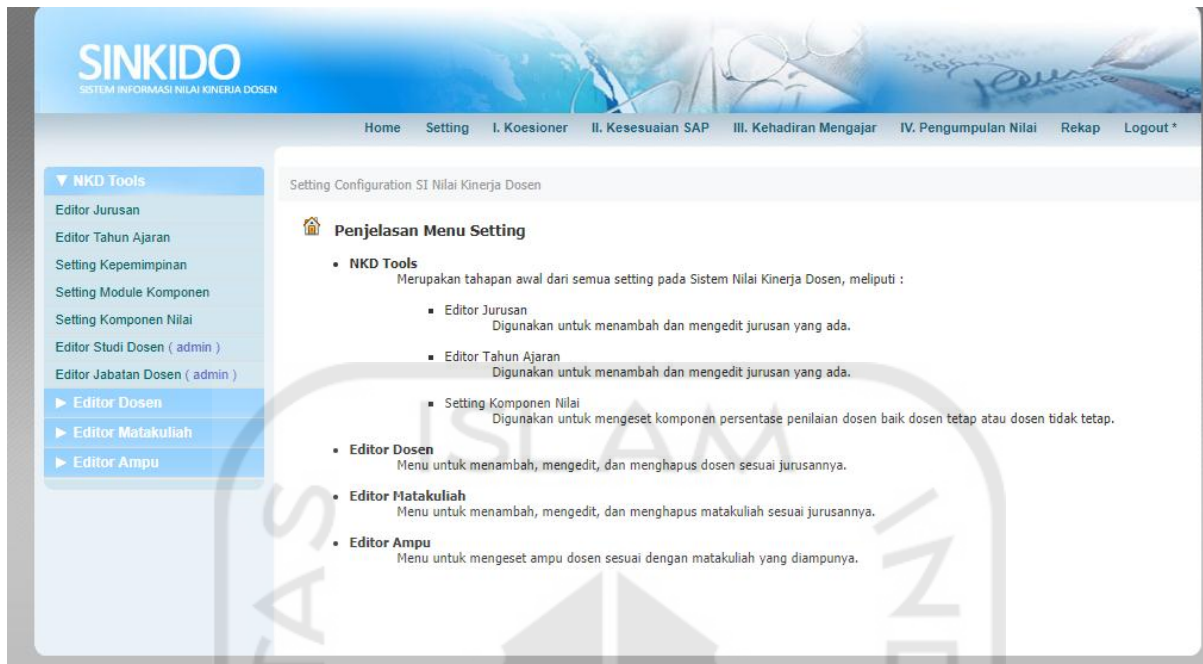 SINKIDO
SISTEM INFORMASI NILAI KINERJA DOSEN
Home Setting I. Koesioner II. Kesesuaian SAP III. Kehadiran Mengajar IV. Pengumpulan Nilai Rekap Logout *
▼ NKD Tools
Editor Jurusan
Editor Tahun Ajaran
Setting Kepemimpinan
Setting Module Komponen
Setting Komponen Nilai
Editor Studi Dosen ( admin )
Editor Jabatan Dosen ( admin )
► Editor Dosen
► Editor Matakuliah
► Editor Ampu
Setting Configuration SI Nilai Kinerja Dosen
Penjelasan Menu Setting
• NKD Tools
Merupakan tahapan awal dari semua setting pada Sistem Nilai Kinerja Dosen, meliputi :
▪ Editor Jurusan
Digunakan untuk menambah dan mengedit jurusan yang ada.
▪ Editor Tahun Ajaran
Digunakan untuk menambah dan mengedit jurusan yang ada.
▪ Setting Komponen Nilai
Digunakan untuk mengeset komponen persentase penilaian dosen baik dosen tetap atau dosen tidak tetap.
• Editor Dosen
Menu untuk menambah, mengedit, dan menghapus dosen sesuai jurusannya.
• Editor Matakuliah
Menu untuk menambah, mengedit, dan menghapus matakuliah sesuai jurusannya.
• Editor Ampu
Menu untuk mengeset ampu dosen sesuai dengan matakuliah yang diampunya.
ISLAM